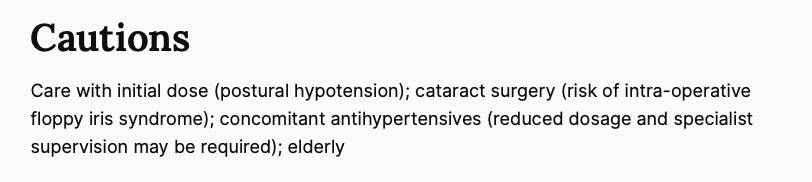 Cautions
Care with initial dose (postural hypotension); cataract surgery (risk of intra-operative
floppy iris syndrome); concomitant antihypertensives (reduced dosage and specialist
supervision may be required); elderly